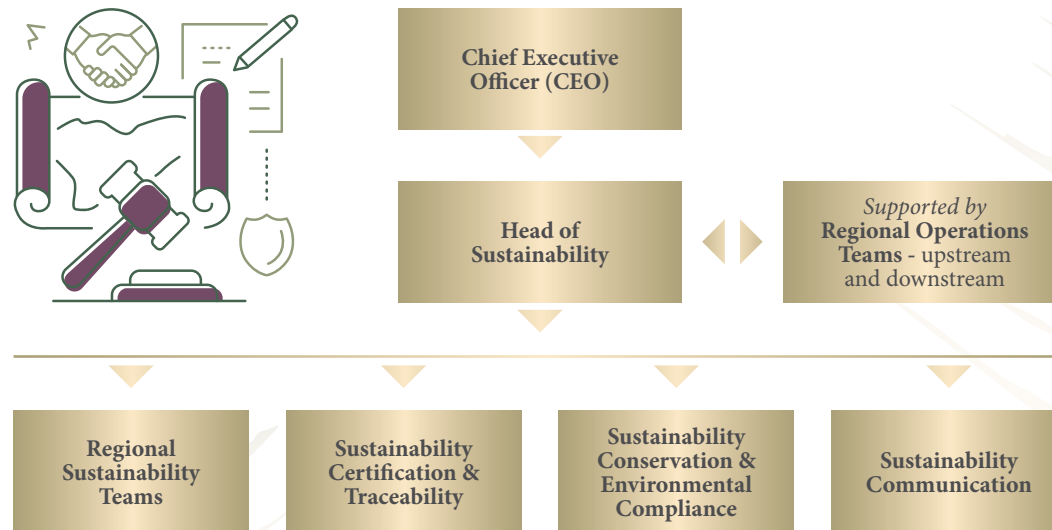 Chief Executive
Officer (CEO)
Head of
Sustainability
Supported by
Regional Operations
Teams - upstream
and downstream
Regional
Sustainability
Teams
Sustainability
Certification &
Traceability
Sustainability
Conservation &
Environmental
Compliance
Sustainability
Communication